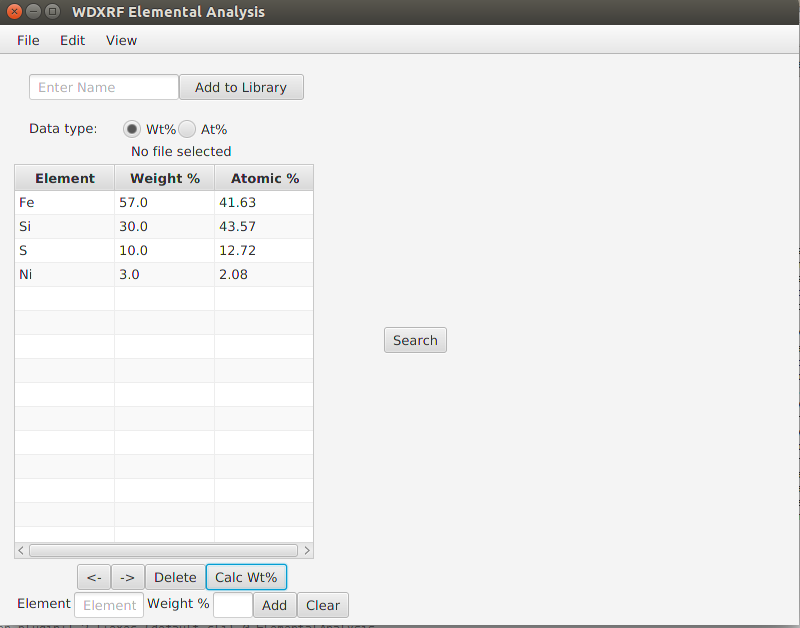 WDXRF Elemental Analysis
File Edit View
Enter Name Add to Library
Data type: Wt% At%
No file selected
Element Weight % Atomic %
Fe 57.0 41.63
Si 30.0 43.57
S 10.0 12.72
Ni 3.0 2.08
Search
<- -> Delete Calc Wt%
Element Element Weight % Add Clear